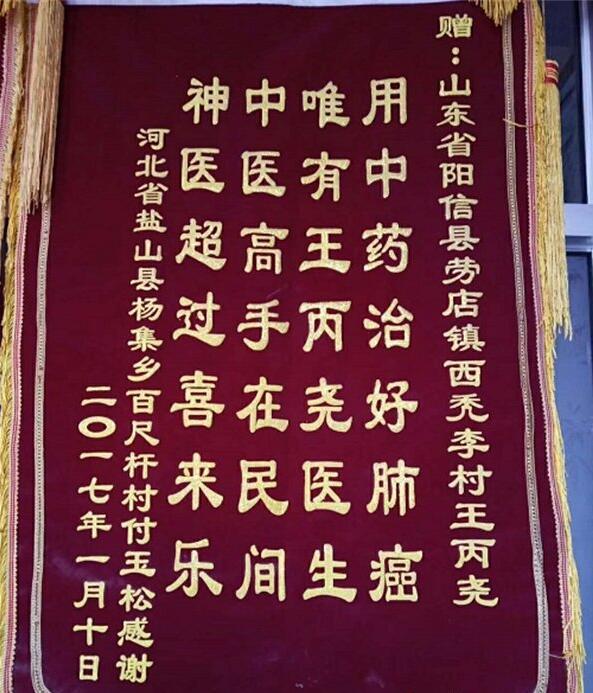 赠：山东省阳信县劳店镇西秃李村王丙尧
用中药治好肺癌
唯有王丙尧医生
中医高手在民间
神医超过喜来乐
河北省盐山县杨集乡百尺杆村付玉松感谢
二〇一七年一月十日